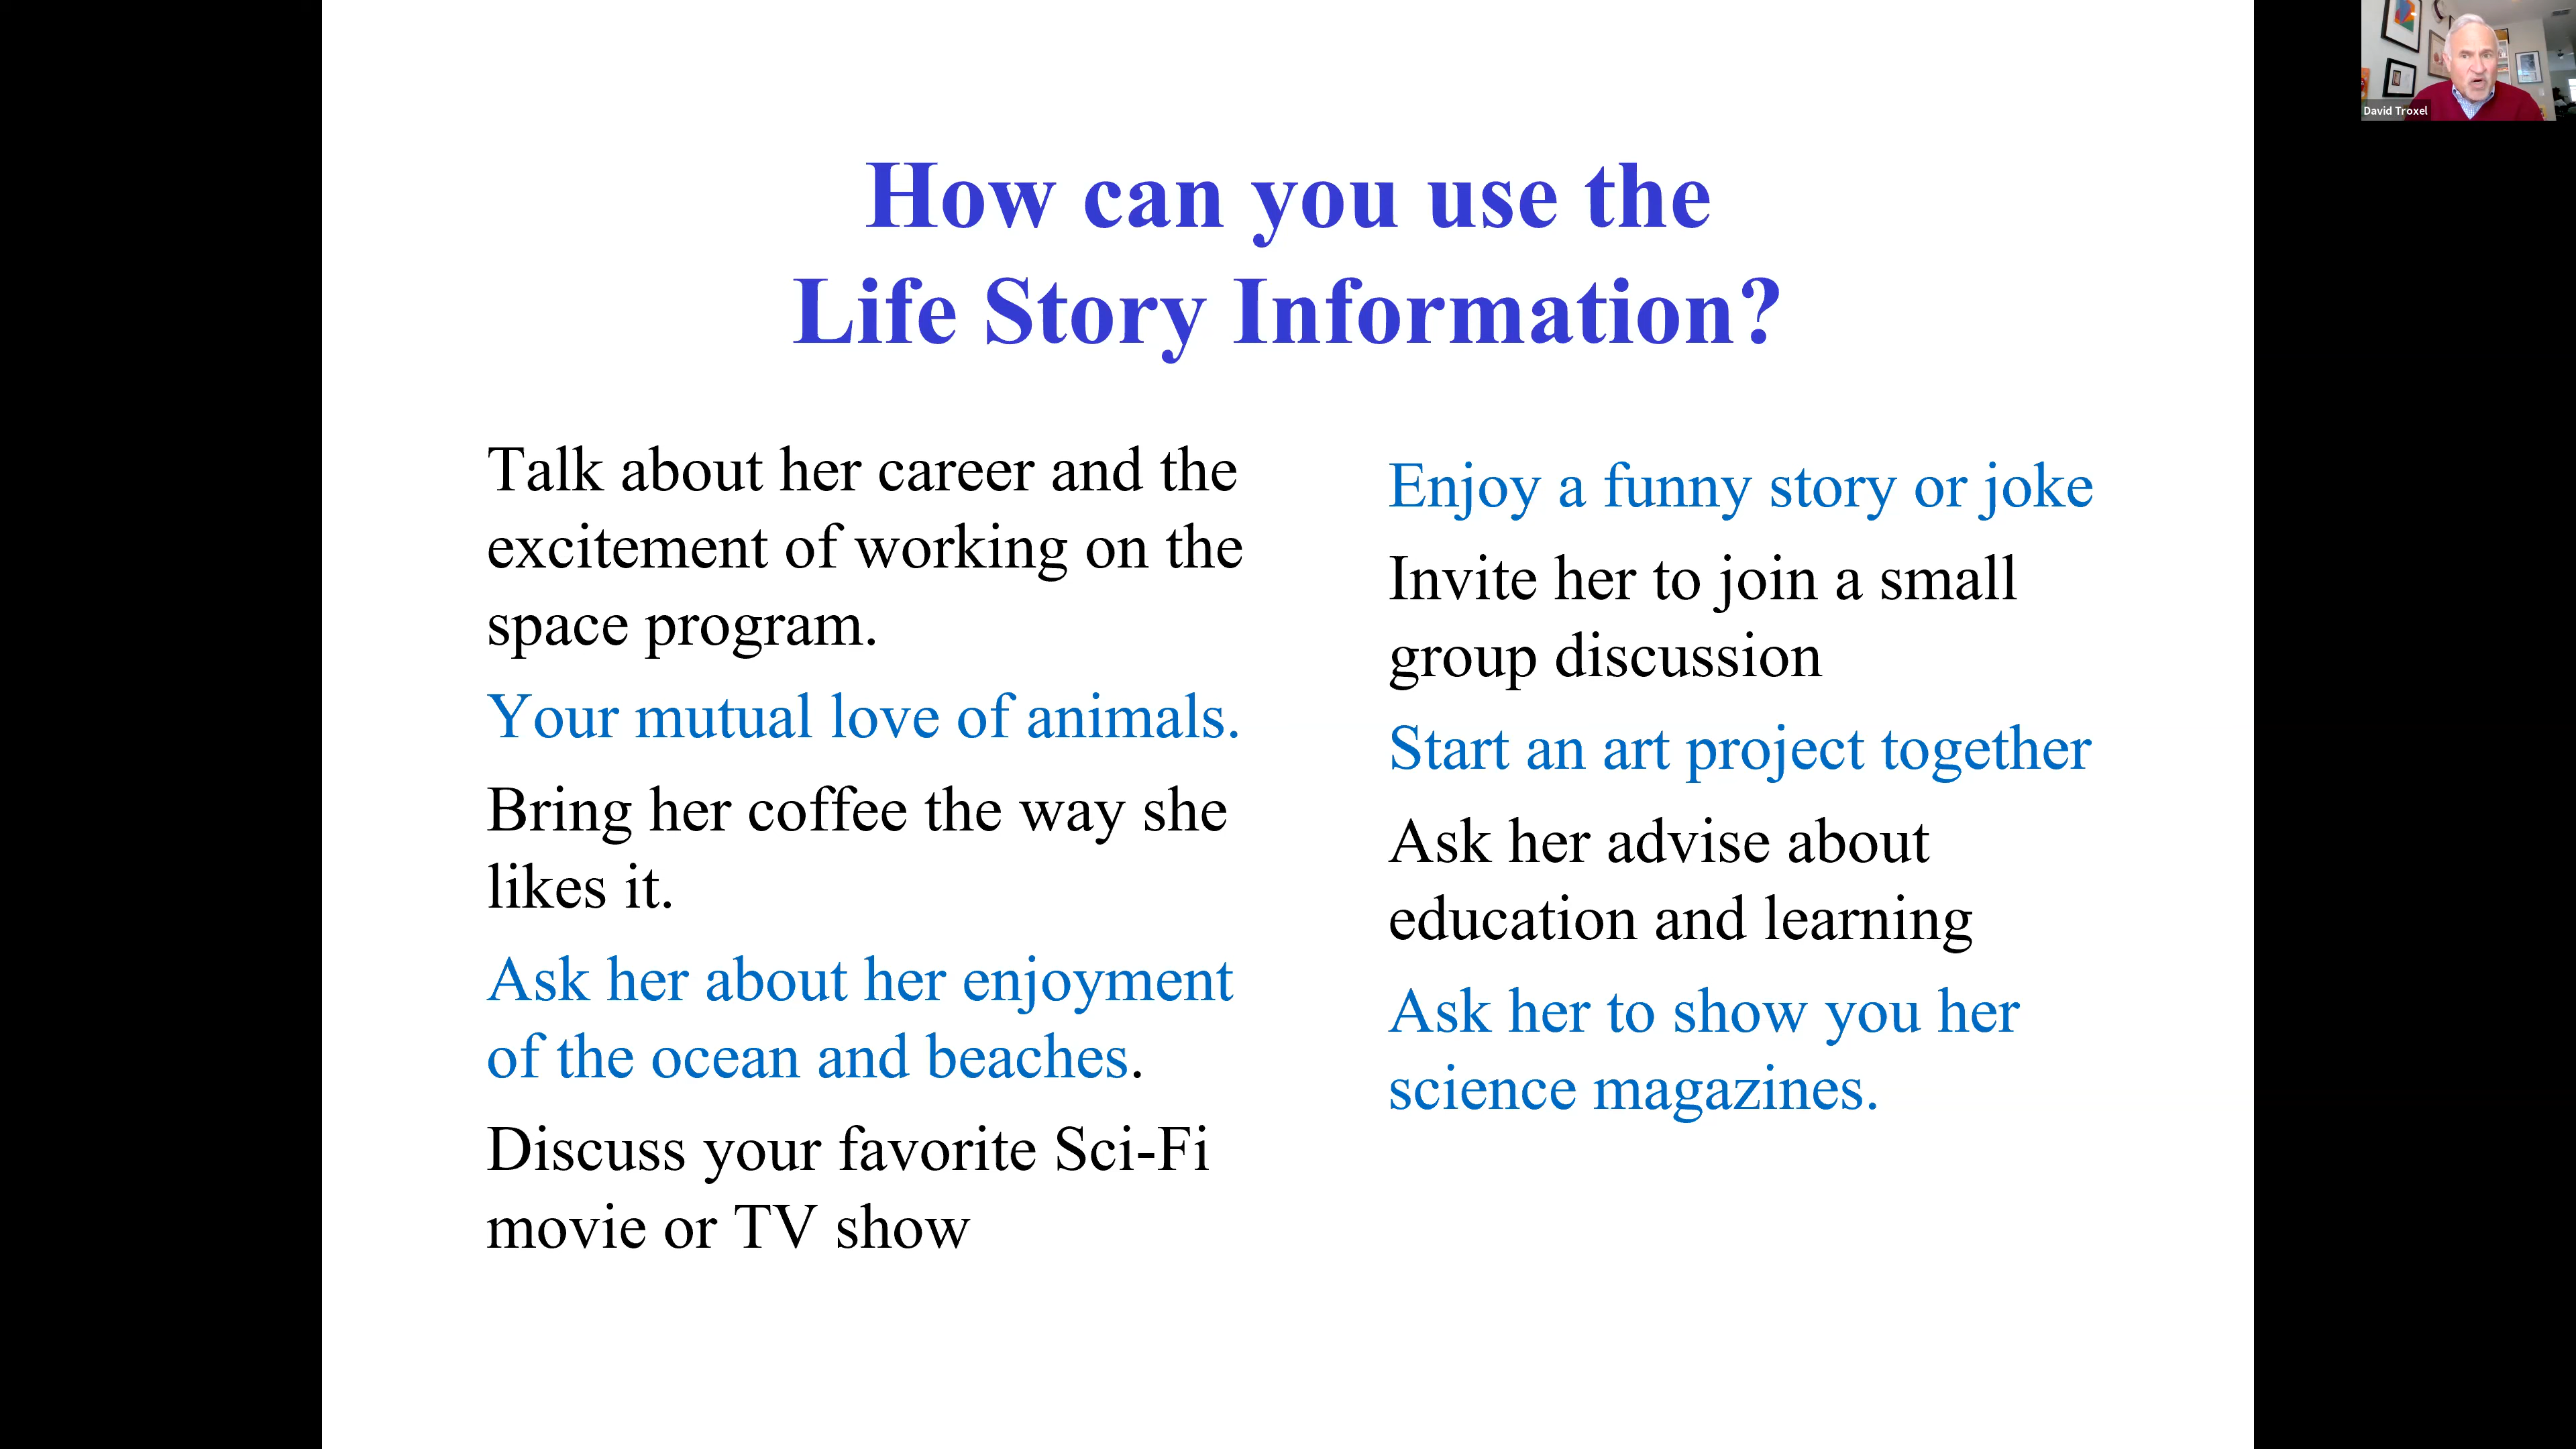 How can you use the
Life Story Information?
Talk about her career and the
excitement of working on the
space program.
Your mutual love of animals.
Bring her coffee the way she
likes it.
Ask her about her enjoyment
of the ocean and beaches.
Discuss your favorite Sci-Fi
movie or TV show
Enjoy a funny story or joke
Invite her to join a small
group discussion
Start an art project together
Ask her advise about
education and learning
Ask her to show you her
science magazines.
David Troxel